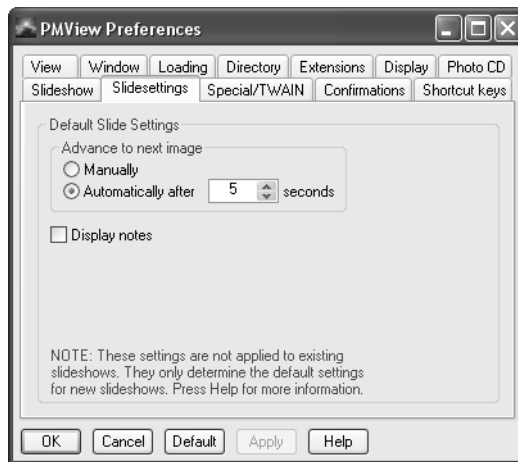 PMView Preferences
View Window Loading Directory Extensions Display Photo CD
Slideshow Slidesettings Special/TWAIN Confirmations Shortcut keys
Default Slide Settings
Advance to next image
Manually
Automatically after 5 seconds
Display notes
NOTE: These settings are not applied to existing
slideshows. They only determine the default settings
for new slideshows. Press Help for more information.
OK Cancel Default Apply Help